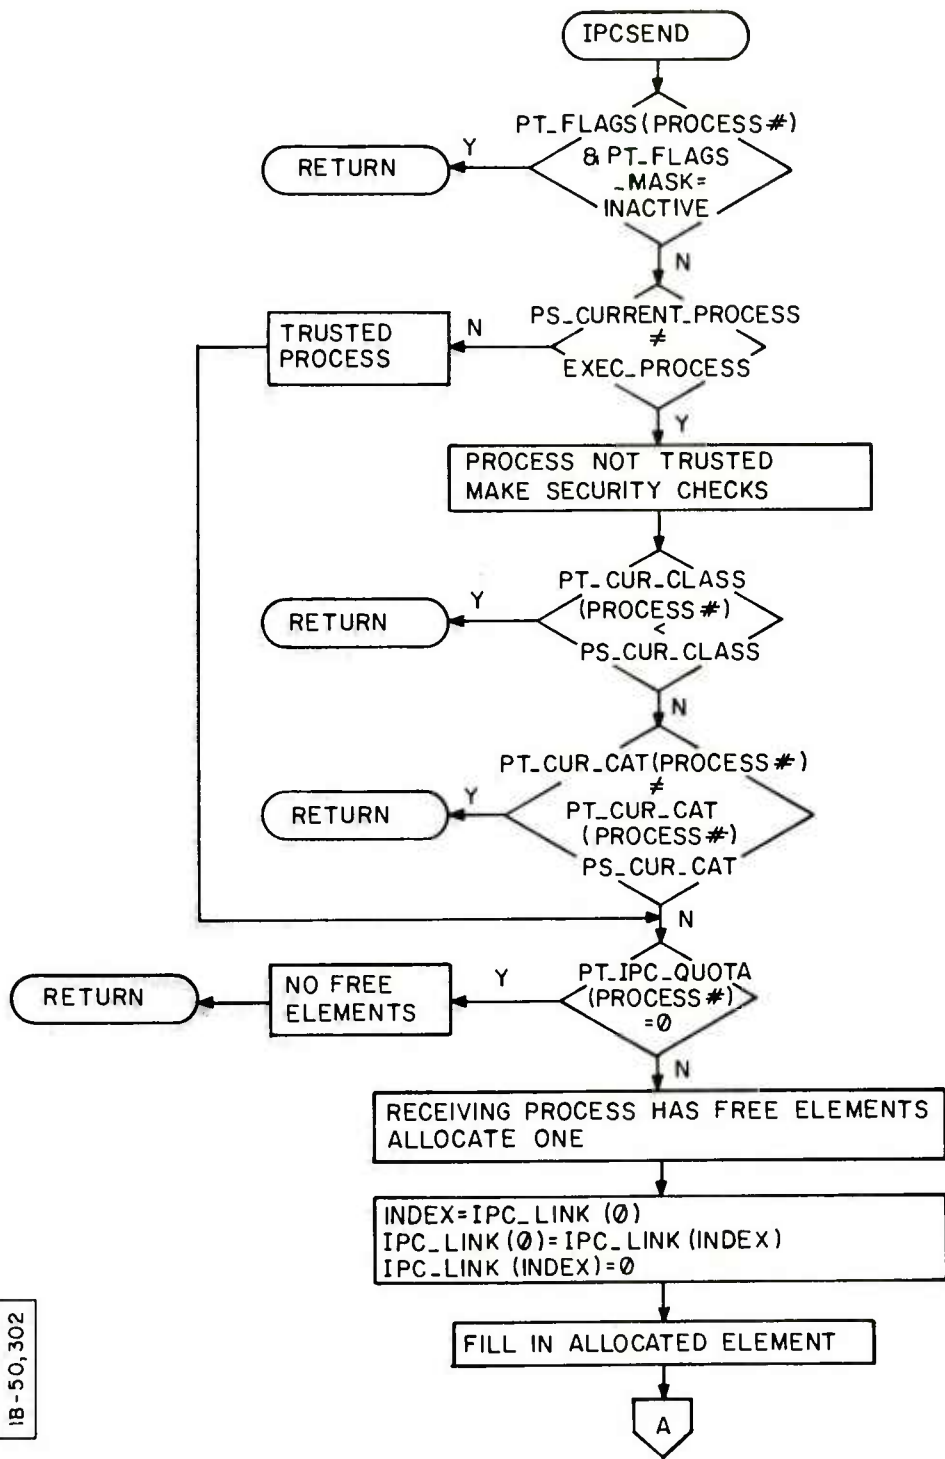 IPCSEND
PT_FLAGS(PROCESS#)
& PT_FLAGS
_MASK=
INACTIVE
Y
RETURN
N
PS_CURRENT_PROCESS
≠
EXEC_PROCESS
N
TRUSTED
PROCESS
Y
PROCESS NOT TRUSTED
MAKE SECURITY CHECKS
PT_CUR_CLASS
(PROCESS#)
<
PS_CUR_CLASS
Y
RETURN
N
PT_CUR_CAT(PROCESS#)
≠
PT_CUR_CAT
(PROCESS#)
PS_CUR_CAT
Y
RETURN
N
PT_IPC_QUOTA
(PROCESS#)
=0
Y
NO FREE
ELEMENTS
RETURN
N
RECEIVING PROCESS HAS FREE ELEMENTS
ALLOCATE ONE
INDEX=IPC_LINK (0)
IPC_LINK(0)=IPC_LINK(INDEX)
IPC_LINK (INDEX)=0
FILL IN ALLOCATED ELEMENT
A
IB-50,302